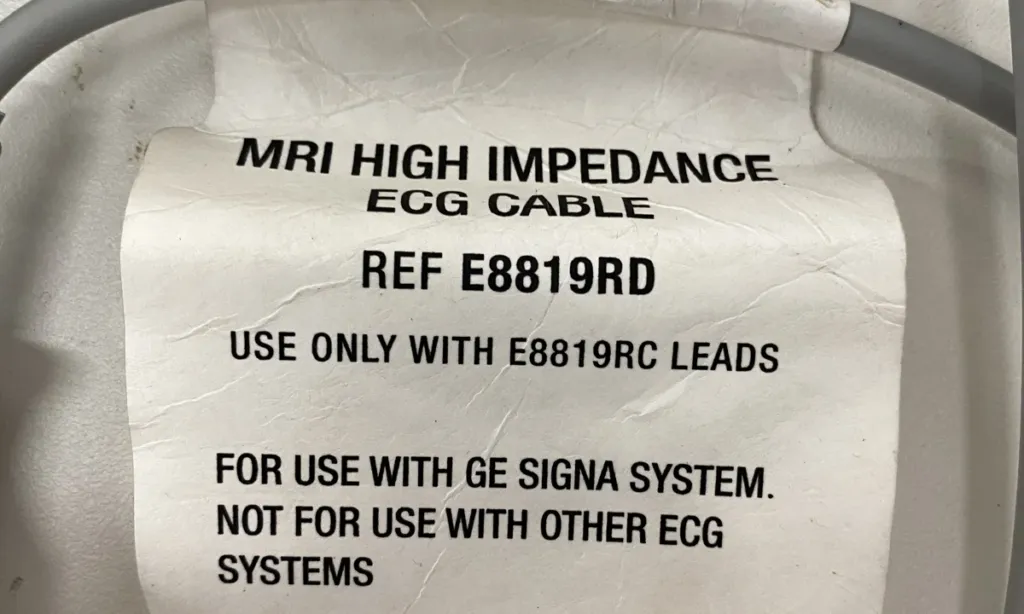 MRI HIGH IMPEDANCE
ECG CABLE
REF E8819RD
USE ONLY WITH E8819RC LEADS
FOR USE WITH GE SIGNA SYSTEM.
NOT FOR USE WITH OTHER ECG
SYSTEMS